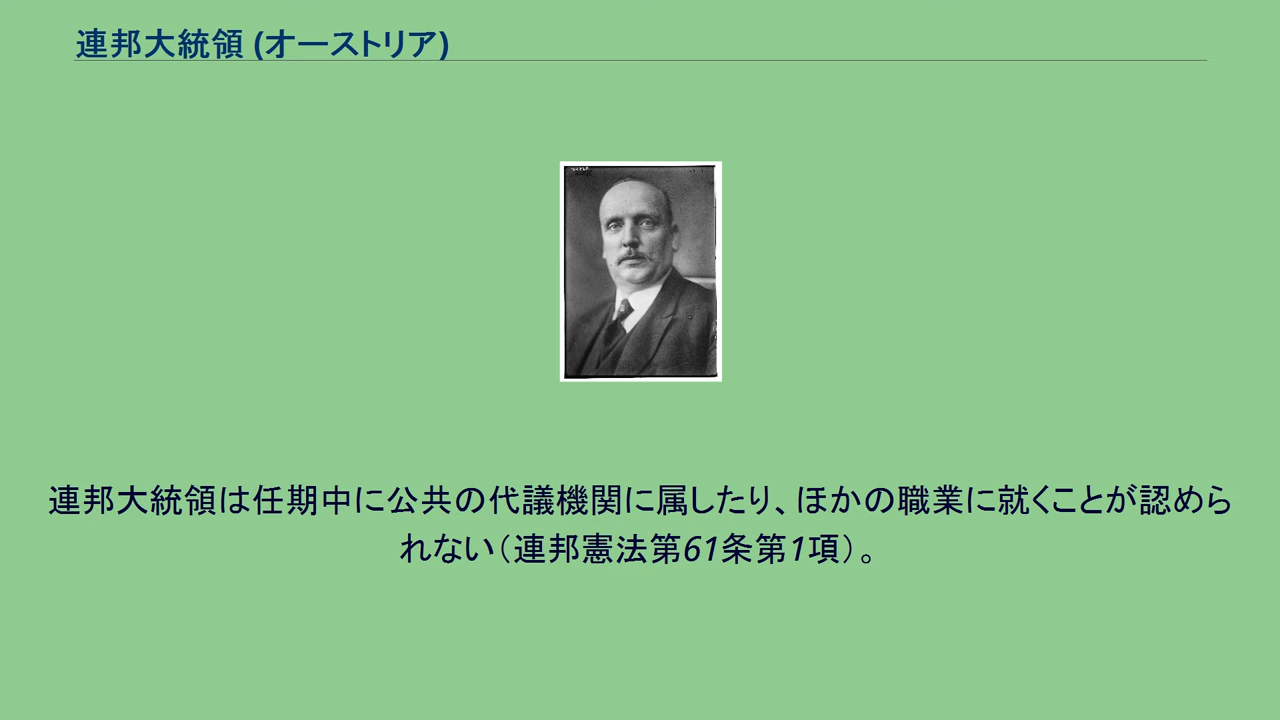 連邦大統領 (オーストリア)
連邦大統領は任期中に公共の代議機関に属したり、ほかの職業に就くことが認めら
れない（連邦憲法第61条第1項）。